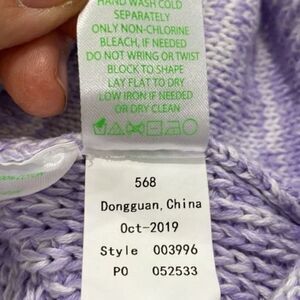 HAND WASH COLD
SEPARATELY
ONLY NON-CHLORINE
BLEACH, IF NEEDED
DO NOT WRING OR TWIST
BLOCK TO SHAPE
LAY FLAT TO DRY
LOW IRON IF NEEDED
OR DRY CLEAN
568
Dongguan, China
Oct-2019
Style 003996
PO 052533